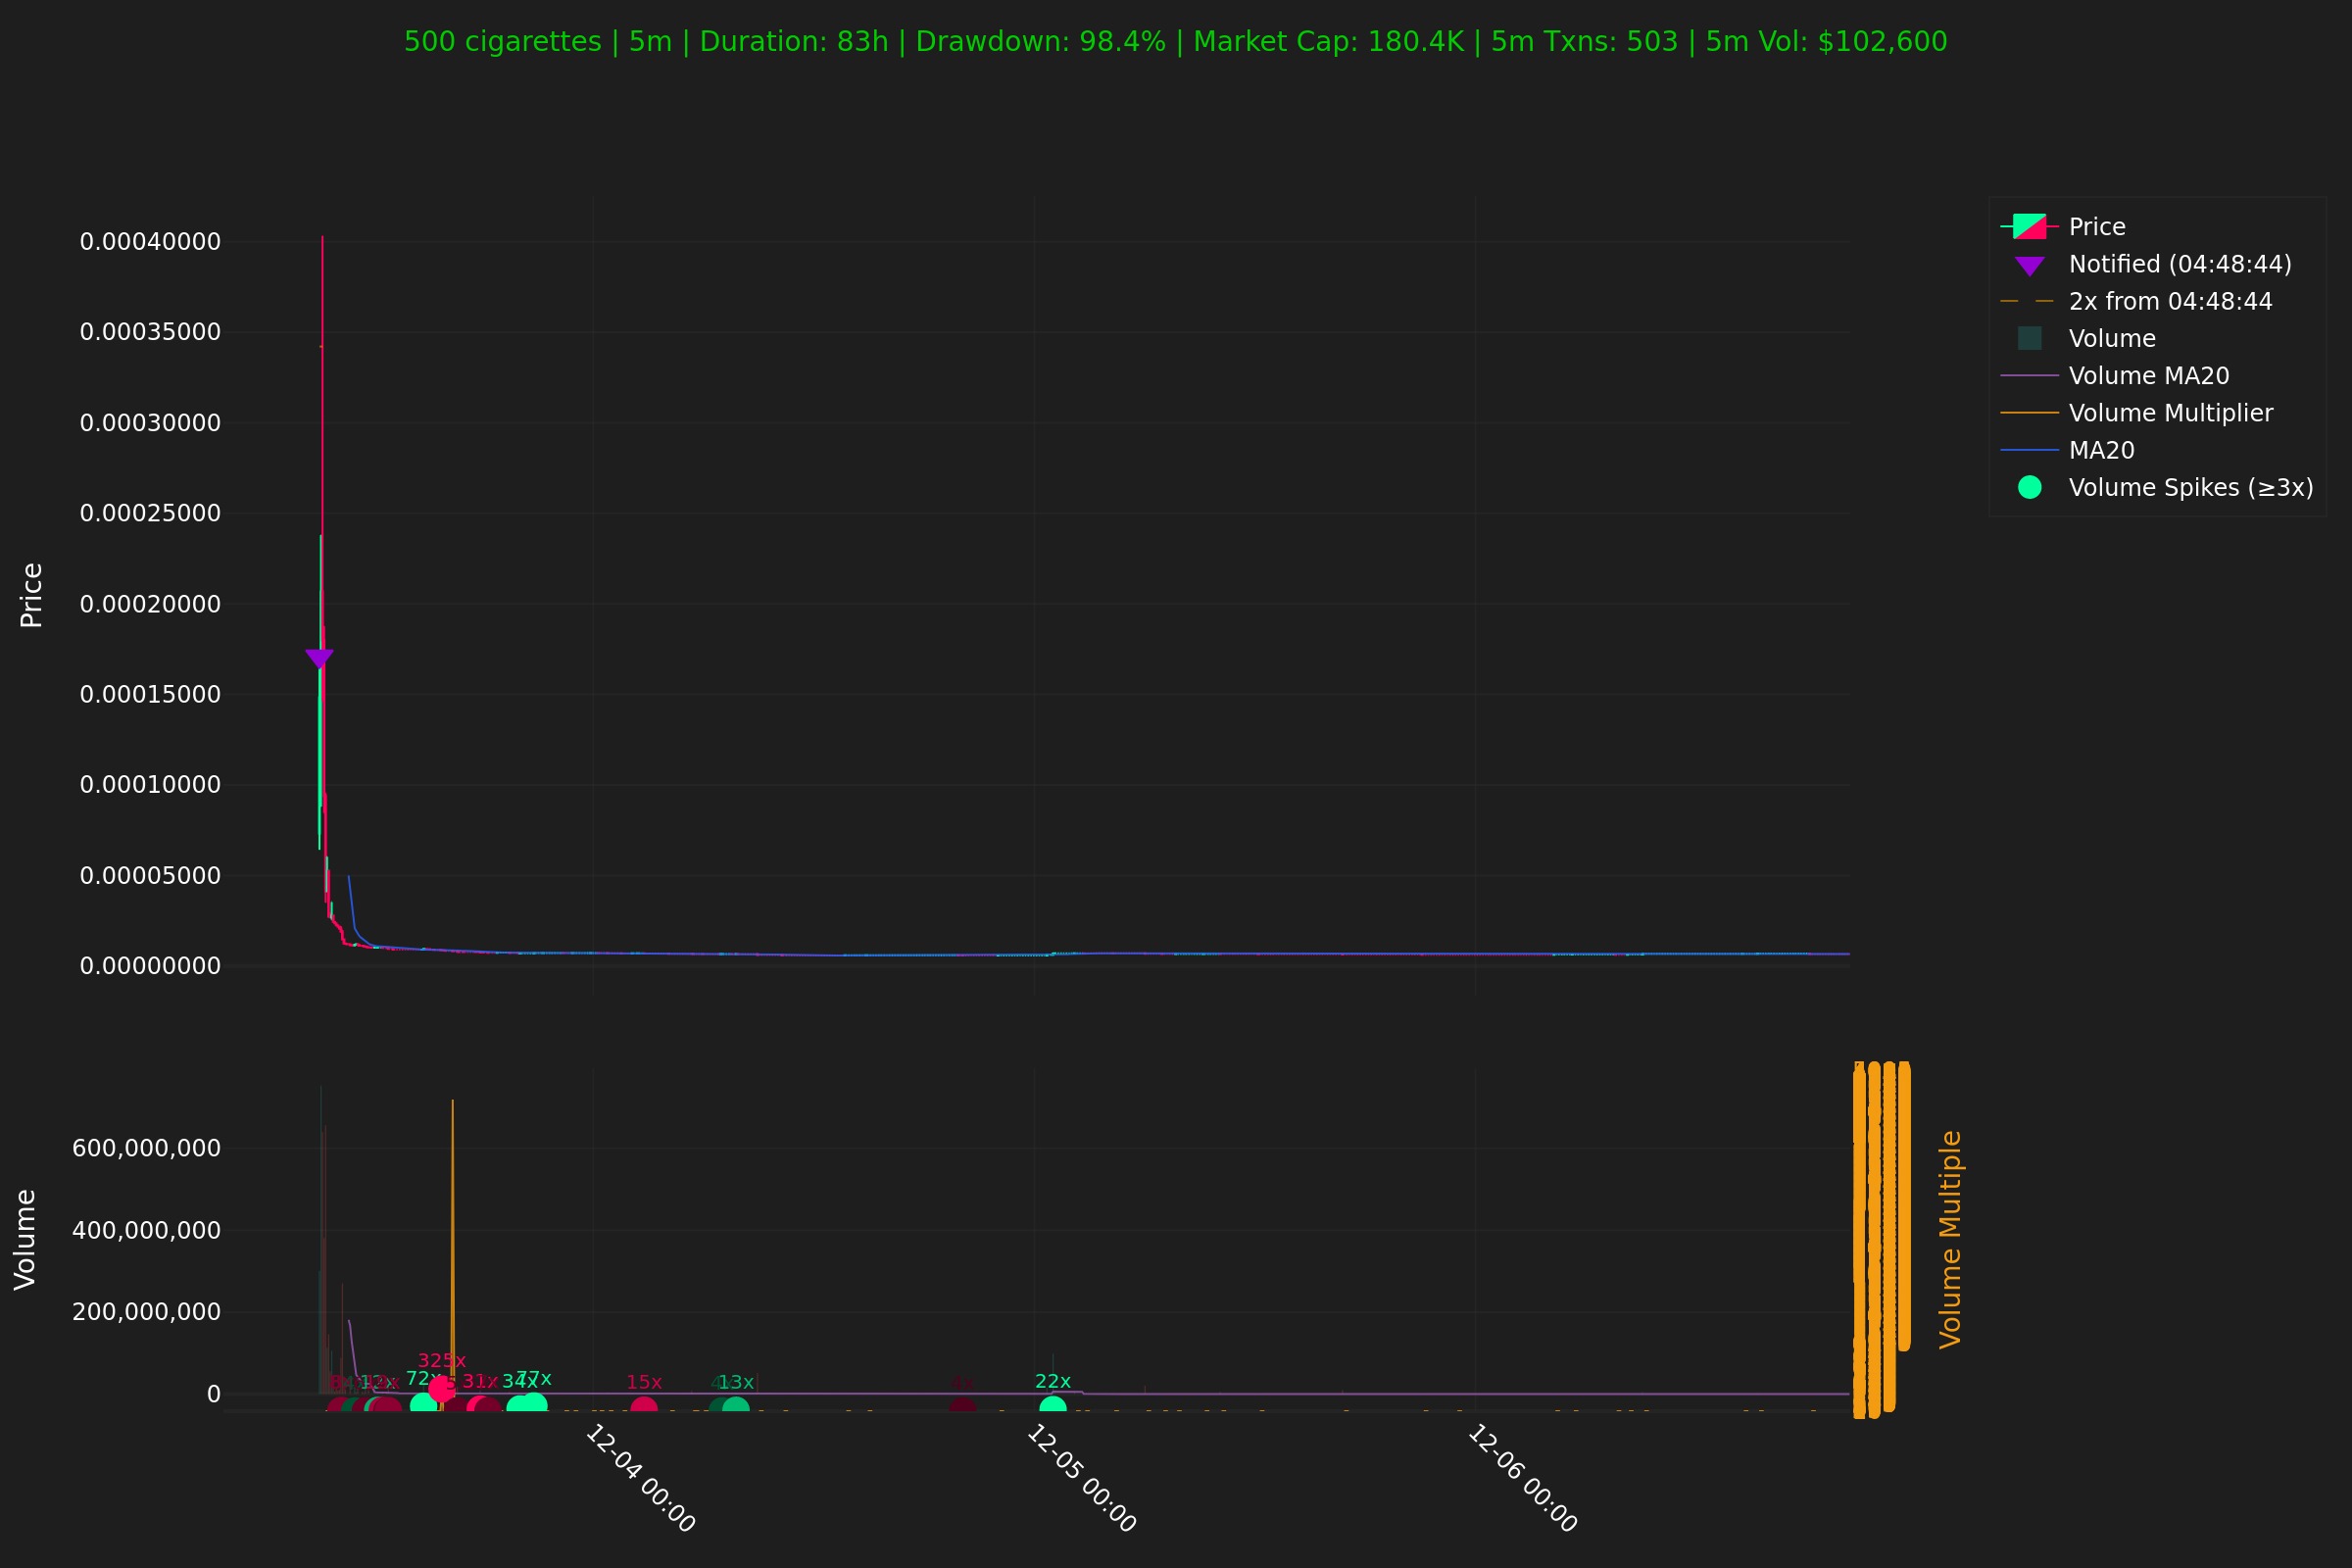 500 cigarettes | 5m | Duration: 83h | Drawdown: 98.4% | Market Cap: 180.4K | 5m Txns: 503 | 5m Vol: $102,600
Price
0.00040000
0.00035000
0.00030000
0.00025000
0.00020000
0.00015000
0.00010000
0.00005000
0.00000000
Price
Notified (04:48:44)
2x from 04:48:44
Volume
Volume MA20
Volume Multiplier
MA20
Volume Spikes (≥3x)
Volume
600,000,000
400,000,000
200,000,000
0
12x
72x
325x
31x
34x
77x
15x
13x
22x
Volume Multiple
12-04 00:00
12-05 00:00
12-06 00:00